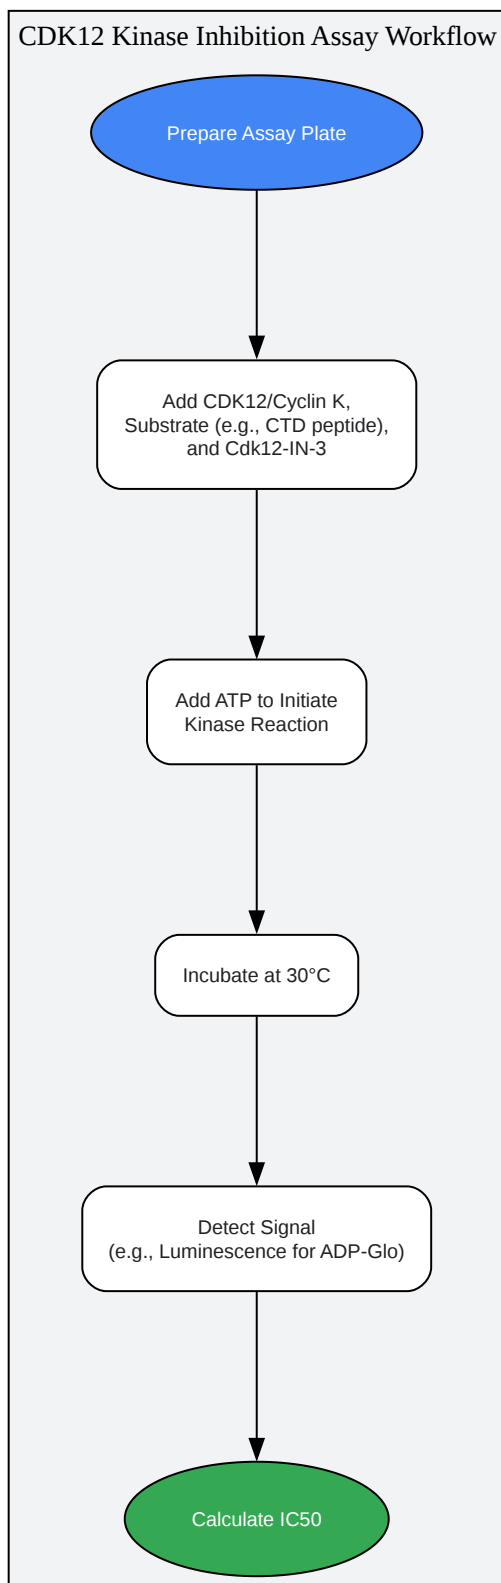 CDK12 Kinase Inhibition Assay Workflow
Prepare Assay Plate
Add CDK12/Cyclin K,
Substrate (e.g., CTD peptide),
and Cdk12-IN-3
Add ATP to Initiate
Kinase Reaction
Incubate at 30°C
Detect Signal
(e.g., Luminescence for ADP-Glo)
Calculate IC50